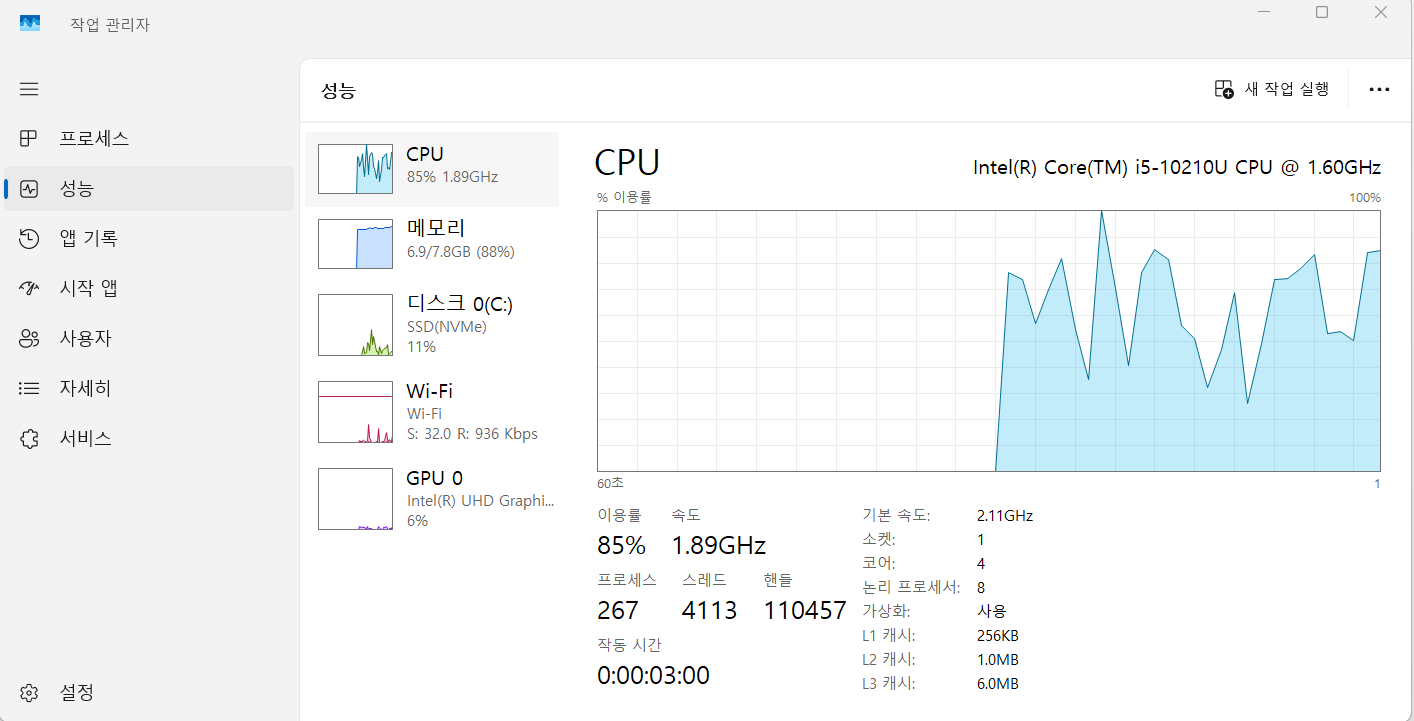 작업 관리자
프로세스
성능
앱 기록
시작 앱
사용자
자세히
서비스
설정
성능
새 작업 실행
CPU
85% 1.89GHz
메모리
6.9/7.8GB (88%)
디스크 0(C:)
SSD(NVMe)
11%
Wi-Fi
Wi-Fi
S: 32.0 R: 936 Kbps
GPU 0
Intel(R) UHD Graphi...
6%
CPU
Intel(R) Core(TM) i5-10210U CPU @ 1.60GHz
% 이용률
100%
60초
1
이용률 속도
85% 1.89GHz
프로세스 스레드 핸들
267 4113 110457
작동 시간
0:00:03:00
기본 속도: 2.11GHz
소켓: 1
코어: 4
논리 프로세서: 8
가상화: 사용
L1 캐시: 256KB
L2 캐시: 1.0MB
L3 캐시: 6.0MB